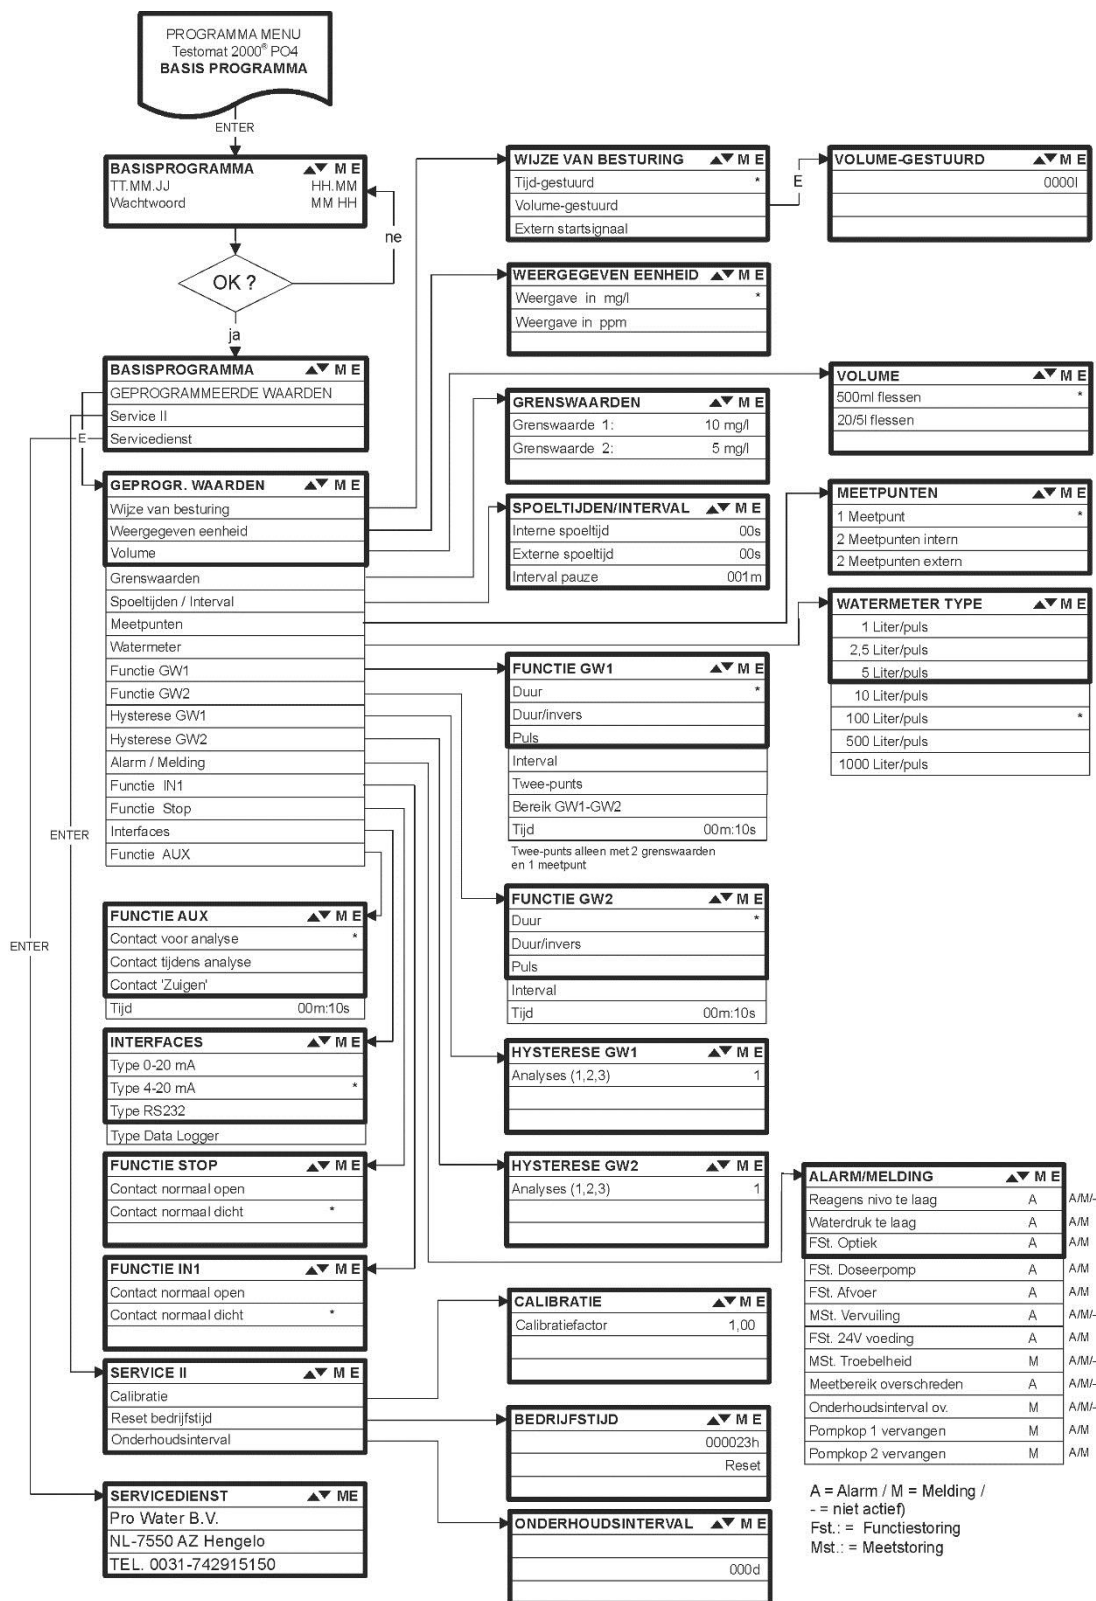 PROGRAMMA MENU
Testomat 2000® PO4
BASIS PROGRAMMA
ENTER
BASISPROGRAMMA ▲▼ M E
TT.MM.JJ HH.MM
Wachtwoord MM HH
ne
OK ?
ja
BASISPROGRAMMA ▲▼ M E
GEPROGRAMMEERDE WAARDEN
Service II
Servicedienst
E
GEPROGR. WAARDEN ▲▼ M E
Wijze van besturing
Weergegeven eenheid
Volume
Grenswaarden
Spoeltijden / Interval
Meetpunten
Watermeter
Functie GW1
Functie GW2
Hysterese GW1
Hysterese GW2
Alarm / Melding
Functie IN1
Functie Stop
Interfaces
Functie AUX
ENTER
ENTER
FUNCTIE AUX ▲▼ M E
Contact voor analyse *
Contact tijdens analyse
Contact 'Zuigen'
Tijd 00m:10s
INTERFACES ▲▼ M E
Type 0-20 mA
Type 4-20 mA *
Type RS232
Type Data Logger
FUNCTIE STOP ▲▼ M E
Contact normaal open
Contact normaal dicht *
FUNCTIE IN1 ▲▼ M E
Contact normaal open
Contact normaal dicht *
SERVICE II ▲▼ M E
Calibratie
Reset bedrijfstijd
Onderhoudsinterval
SERVICEDIENST ▲▼ ME
Pro Water B.V.
NL-7550 AZ Hengelo
TEL. 0031-742915150
WIJZE VAN BESTURING ▲▼ M E
Tijd-gestuurd *
Volume-gestuurd
Extern startsignaal
E
VOLUME-GESTUURD ▲▼ M E
0000l
WEERGEGEVEN EENHEID ▲▼ M E
Weergave in mg/l *
Weergave in ppm
VOLUME ▲▼ M E
500ml flessen *
20/5l flessen
GRENSWAARDEN ▲▼ M E
Grenswaarde 1: 10 mg/l
Grenswaarde 2: 5 mg/l
SPOELTIJDEN/INTERVAL ▲▼ M E
Interne spoeltijd 00s
Externe spoeltijd 00s
Interval pauze 001m
MEETPUNTEN ▲▼ M E
1 Meetpunt *
2 Meetpunten intern
2 Meetpunten extern
WATERMETER TYPE ▲▼ M E
1 Liter/puls
2,5 Liter/puls
5 Liter/puls
10 Liter/puls
100 Liter/puls *
500 Liter/puls
1000 Liter/puls
FUNCTIE GW1 ▲▼ M E
Duur *
Duur/invers
Puls
Interval
Twee-punts
Bereik GW1-GW2
Tijd 00m:10s
Twee-punts alleen met 2 grenswaarden
en 1 meetpunt
FUNCTIE GW2 ▲▼ M E
Duur *
Duur/invers
Puls
Interval
Tijd 00m:10s
HYSTERESE GW1 ▲▼ M E
Analyses (1,2,3) 1
HYSTERESE GW2 ▲▼ M E
Analyses (1,2,3) 1
ALARM/MELDING ▲▼ M E
Reagens nivo te laag A A/M/-
Waterdruk te laag A A/M
FSt. Optiek A A/M
FSt. Doseerpomp A A/M
FSt. Afvoer A A/M
MSt. Vervuiling A A/M/-
FSt. 24V voeding A A/M
MSt. Troebelheid M A/M/-
Meetbereik overschreden A A/M/-
Onderhoudsinterval ov. M A/M/-
Pompkop 1 vervangen M A/M
Pompkop 2 vervangen M A/M
A = Alarm / M = Melding /
- = niet actief)
Fst.: = Functiestoring
Mst.: = Meetstoring
CALIBRATIE ▲▼ M E
Calibratiefactor 1,00
BEDRIJFSTIJD ▲▼ M E
000023h
Reset
ONDERHOUDSINTERVAL ▲▼ M E
000d